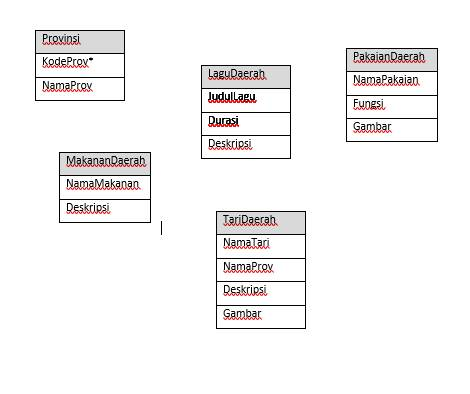 Provinsi
KodeProv*
NamaProv
LaguDaerah
JudulLagu
Durasi
Deskripsi
PakaianDaerah
NamaPakaian
Fungsi
Gambar
MakananDaerah
NamaMakanan
Deskripsi
TariDaerah
NamaTari
NamaProv
Deskripsi
Gambar